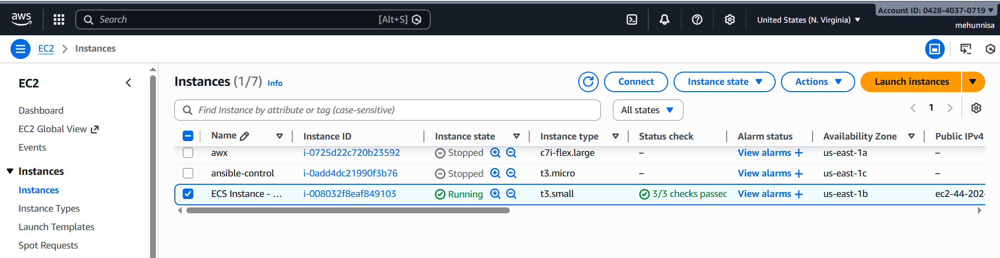 aws
Search [Alt+S]
United States (N. Virginia)
Account ID: 0428-4037-0719
mehunnisa
EC2 Instances
EC2
Dashboard
EC2 Global View
Events
Instances
Instances
Instance Types
Launch Templates
Spot Requests
Instances (1/7) Info
Connect Instance state Actions Launch instances
Find Instance by attribute or tag (case-sensitive) All states 1
Name Instance ID Instance state Instance type Status check Alarm status Availability Zone Public IPv4
awx i-0725d22c720b23592 Stopped c7i-flex.large – View alarms + us-east-1a –
ansible-control i-0add4dc21990f3b76 Stopped t3.micro – View alarms + us-east-1c –
ECS Instance - ... i-008032f8eaf849103 Running t3.small 3/3 checks passed View alarms + us-east-1b ec2-44-202-